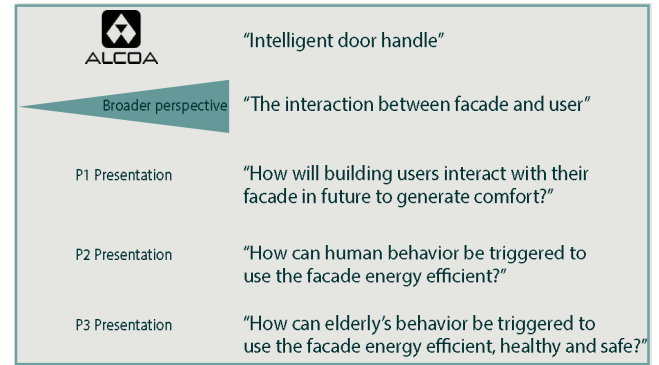 ALCOA
“Intelligent door handle”
Broader perspective
“The interaction between facade and user”
P1 Presentation
“How will building users interact with their
facade in future to generate comfort?”
P2 Presentation
“How can human behavior be triggered to
use the facade energy efficient?”
P3 Presentation
“How can elderly’s behavior be triggered to
use the facade energy efficient, healthy and safe?”